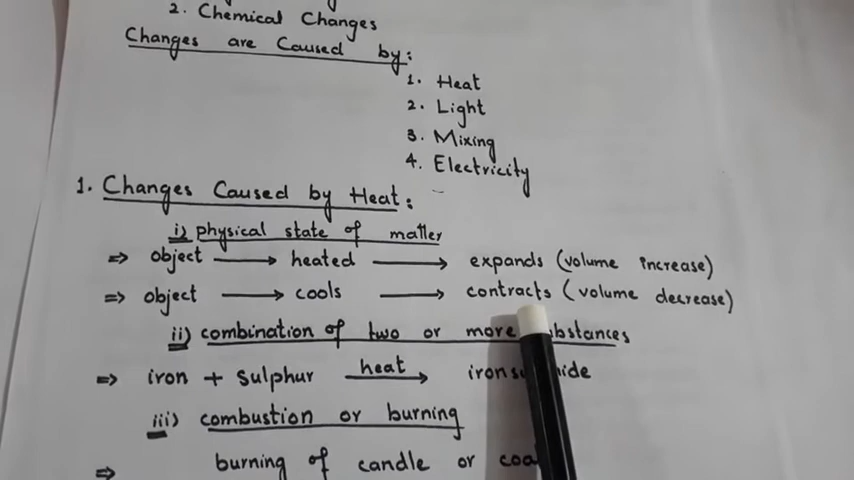 2. Chemical Changes
Changes are Caused by:
1. Heat
2. Light
3. Mixing
4. Electricity
1. Changes Caused by Heat:
i) physical state of matter
⇒ object → heated → expands (volume increase)
⇒ object → cools → contracts (volume decrease)
ii) combination of two or more
⇒ iron + sulphur heat →
iii) combustion or burning
⇒ burning of candle or